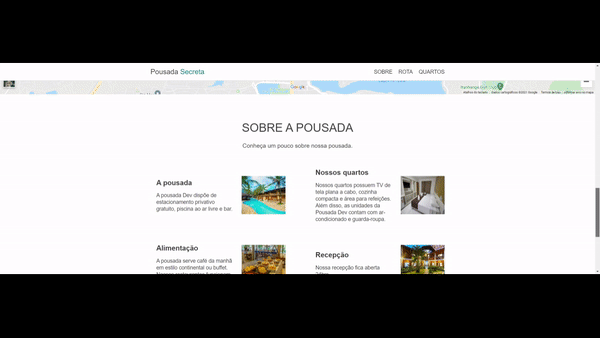 Pousada Secreta
SOBRE ROTA QUARTOS
SOBRE A POUSADA
Conheça um pouco sobre nossa pousada.
A pousada
A pousada Dev dispõe de
estacionamento privativo
gratuito, piscina ao ar livre e bar.
Nossos quartos
Nossos quartos possuem TV de
tela plana a cabo, cozinha
compacta e área para refeições.
Além disso, as unidades da
Pousada Dev contam com ar-
condicionado e guarda-roupa.
Alimentação
A pousada serve café da manhã
em estilo continental ou buffet.
Recepção
Nossa recepção fica aberta